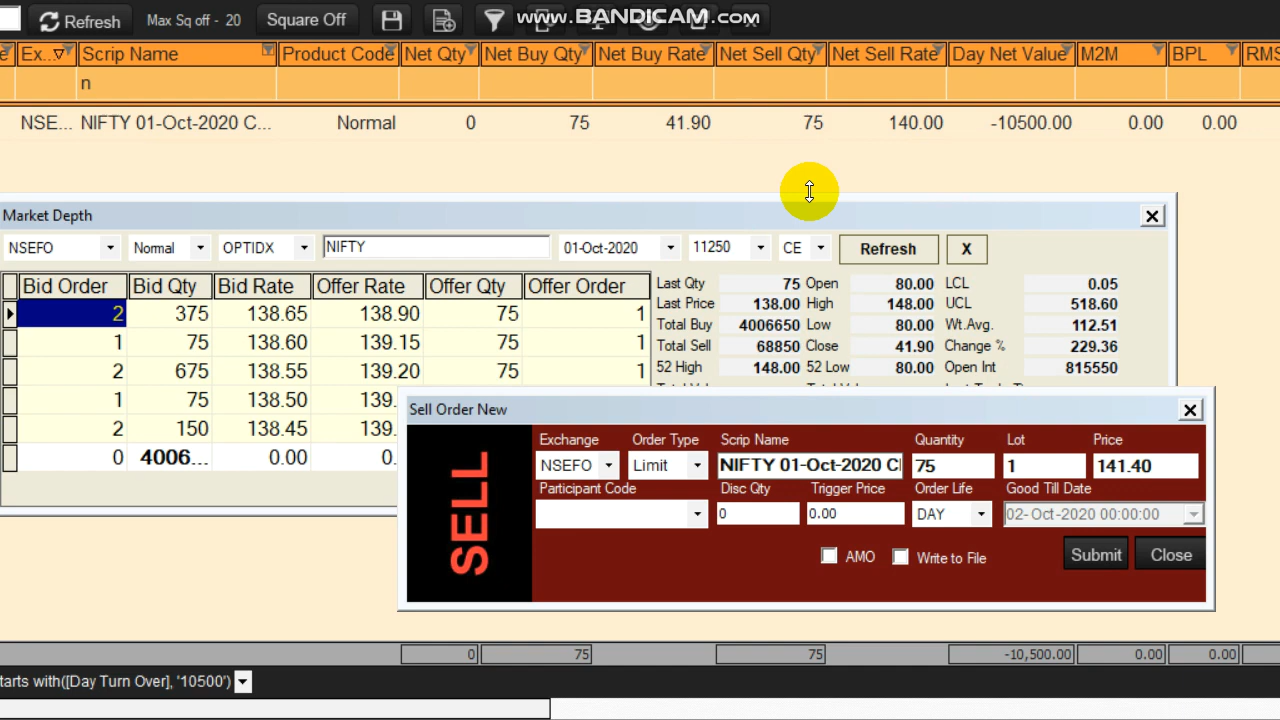 Refresh Max Sq off - 20 Square Off www.BANDICAM.com
Ex... Scrip Name Product Code Net Qty Net Buy Qty Net Buy Rate Net Sell Qty Net Sell Rate Day Net Value M2M BPL RMS
n
NSE... NIFTY 01-Oct-2020 C... Normal 0 75 41.90 75 140.00 -10500.00 0.00 0.00
Market Depth
NSEFO Normal OPTIDX NIFTY 01-Oct-2020 11250 CE Refresh X
Bid Order Bid Qty Bid Rate Offer Rate Offer Qty Offer Order Last Qty 75 Open 80.00 LCL 0.05
2 375 138.65 138.90 75 1 Last Price 138.00 High 148.00 UCL 518.60
1 75 138.60 139.15 75 1 Total Buy 4006650 Low 80.00 Wt.Avg. 112.51
Total Sell 68850 Close 41.90 Change % 229.36
2 675 138.55 139.20 75 1 52 High 148.00 52 Low 80.00 Open Int 815550
1 75 138.50 139.
2 150 138.45 139.
0 4006... 0.00 0.
Sell Order New
SELL
Exchange Order Type Scrip Name Quantity Lot Price
NSEFO Limit NIFTY 01-Oct-2020 C 75 1 141.40
Participant Code Disc Qty Trigger Price Order Life Good Till Date
0 0.00 DAY 02-Oct-2020 00:00:00
AMO Write to File Submit Close
0 75 75 -10,500.00 0.00 0.00
tarts with([Day Turn Over], '10500')